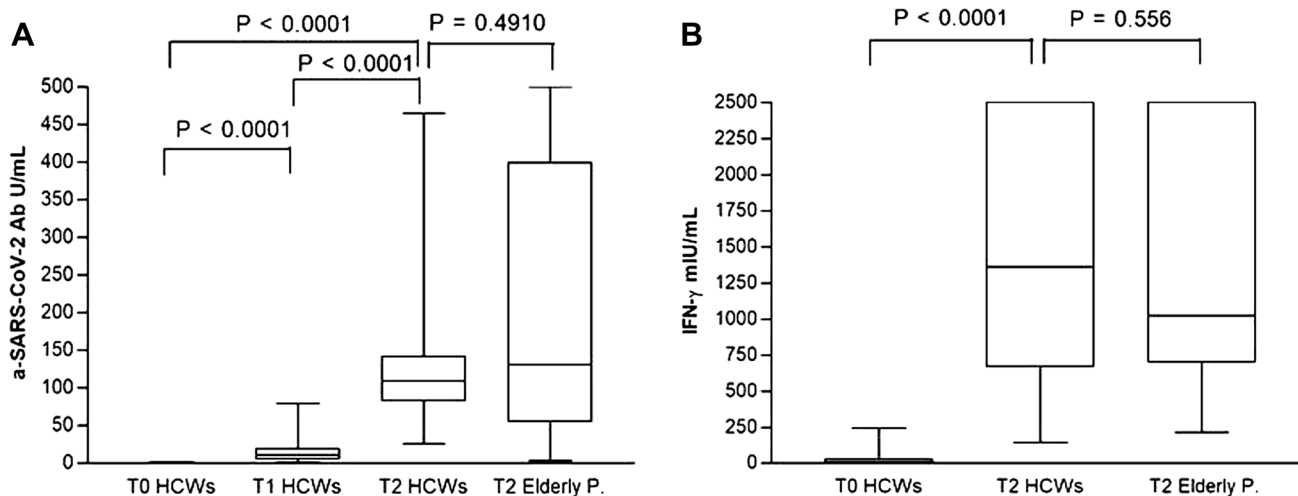 A
P < 0.0001
P = 0.4910
P < 0.0001
P < 0.0001
a-SARS-CoV-2 Ab U/mL
500
450
400
350
300
250
200
150
100
50
0
T0 HCWs
T1 HCWs
T2 HCWs
T2 Elderly P.
B
P < 0.0001
P = 0.556
IFN-γ mIU/mL
2500
2250
2000
1750
1500
1250
1000
750
500
250
0
T0 HCWs
T2 HCWs
T2 Elderly P.